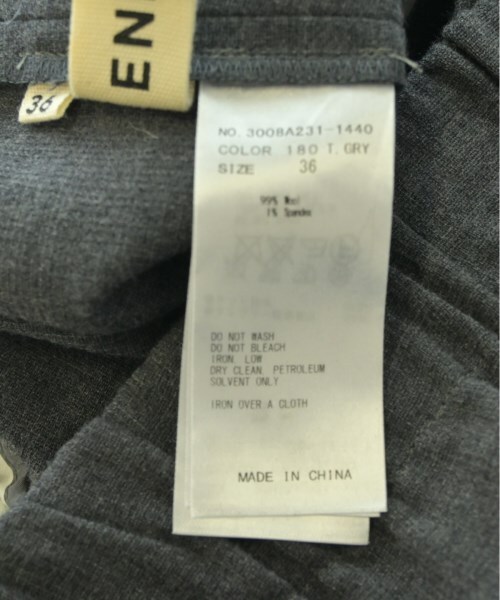 EN
36
NO. 3008A231-1440
COLOR 180 T.GRY
SIZE 36
99% Wool
1% Spandex
DO NOT WASH
DO NOT BLEACH
IRON LOW
DRY CLEAN PETROLEUM
SOLVENT ONLY
IRON OVER A CLOTH
MADE IN CHINA